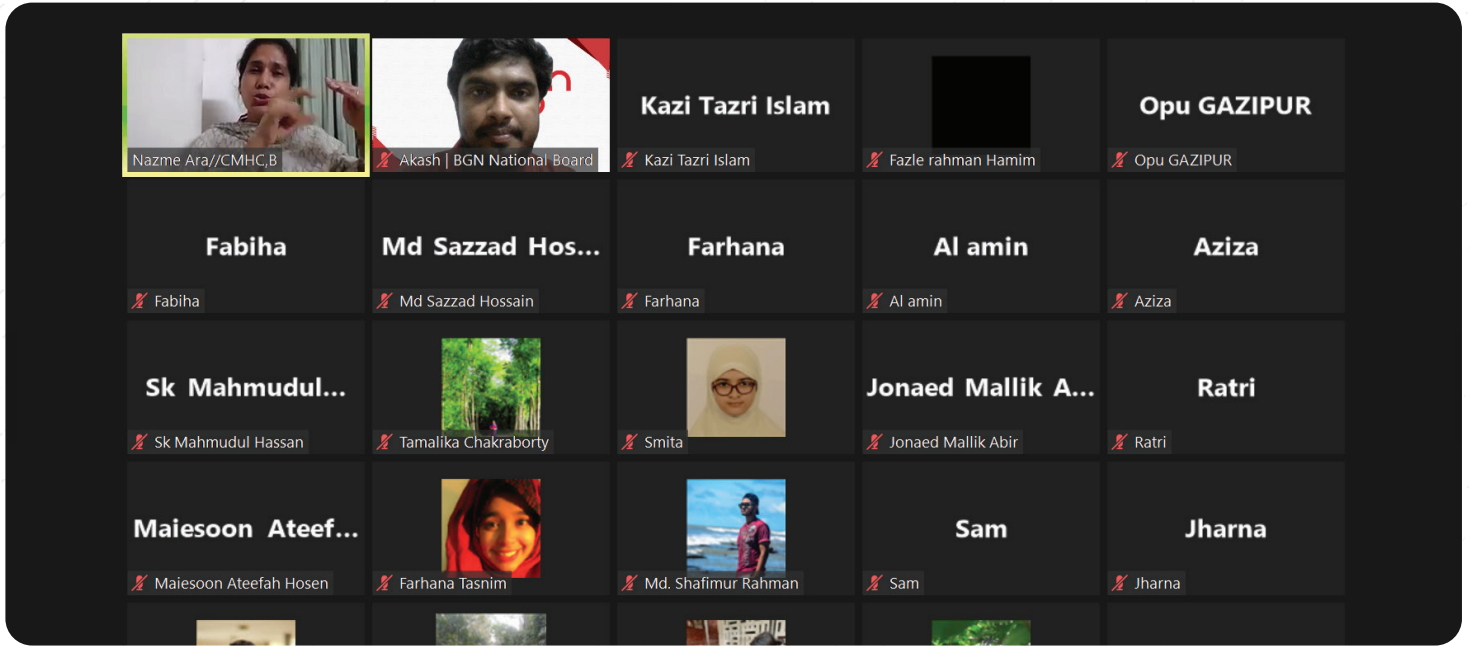 n
Nazme Ara//CMHC,B
Akash | BGN National Board
Kazi Tazri Islam
Kazi Tazri Islam
Fazle rahman Hamim
Opu GAZIPUR
Opu GAZIPUR
Fabiha
Fabiha
Md Sazzad Hos...
Md Sazzad Hossain
Farhana
Farhana
Al amin
Al amin
Aziza
Aziza
Sk Mahmudul...
Sk Mahmudul Hassan
Tamalika Chakraborty
Smita
Jonaed Mallik A...
Jonaed Mallik Abir
Ratri
Ratri
Maiesoon Ateef...
Maiesoon Ateefah Hosen
Farhana Tasnim
Md. Shafimur Rahman
Sam
Sam
Jharna
Jharna